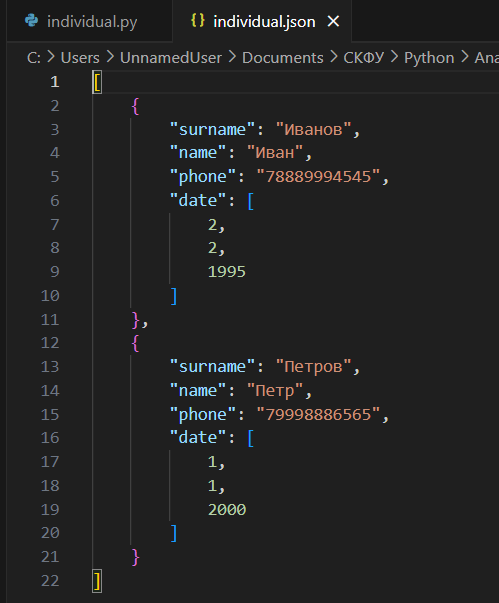 individual.py
{} individual.json ×
C: > Users > UnnamedUser > Documents > СКФУ > Python > Ana
1 [
2 {
3 "surname": "Иванов",
4 "name": "Иван",
5 "phone": "78889994545",
6 "date": [
7 2,
8 2,
9 1995
10 ]
11 },
12 {
13 "surname": "Петров",
14 "name": "Петр",
15 "phone": "79998886565",
16 "date": [
17 1,
18 1,
19 2000
20 ]
21 }
22 ]